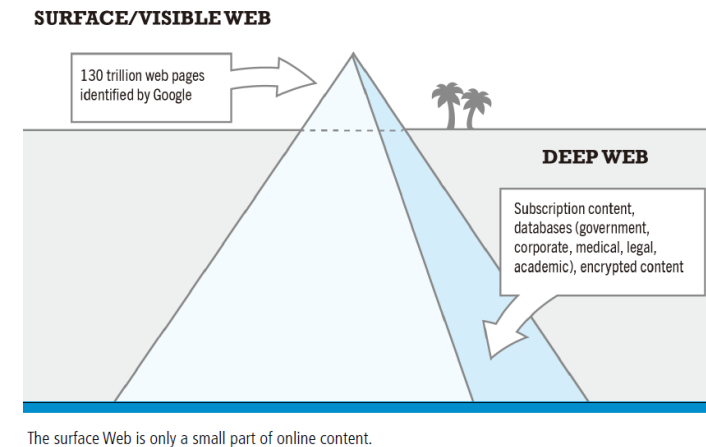 SURFACE/VISIBLE WEB
130 trillion web pages
identified by Google
DEEP WEB
Subscription content,
databases (government,
corporate, medical, legal,
academic), encrypted content
The surface Web is only a small part of online content.